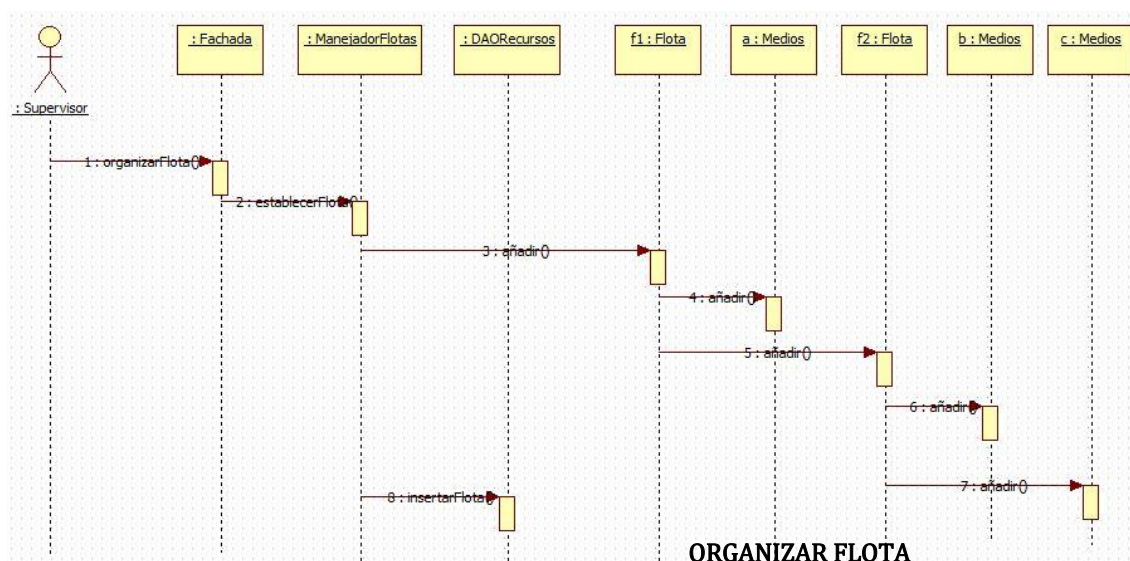 : Fachada
: ManejadorFlotas
: DAORecursos
f1 : Flota
a : Medios
f2 : Flota
b : Medios
c : Medios
: Supervisor
1 : organizarFlota()
2 : establecerFlota()
3 : añadir()
4 : añadir()
5 : añadir()
6 : añadir()
7 : añadir()
8 : insertarFlota()
ORGANIZAR FLOTA